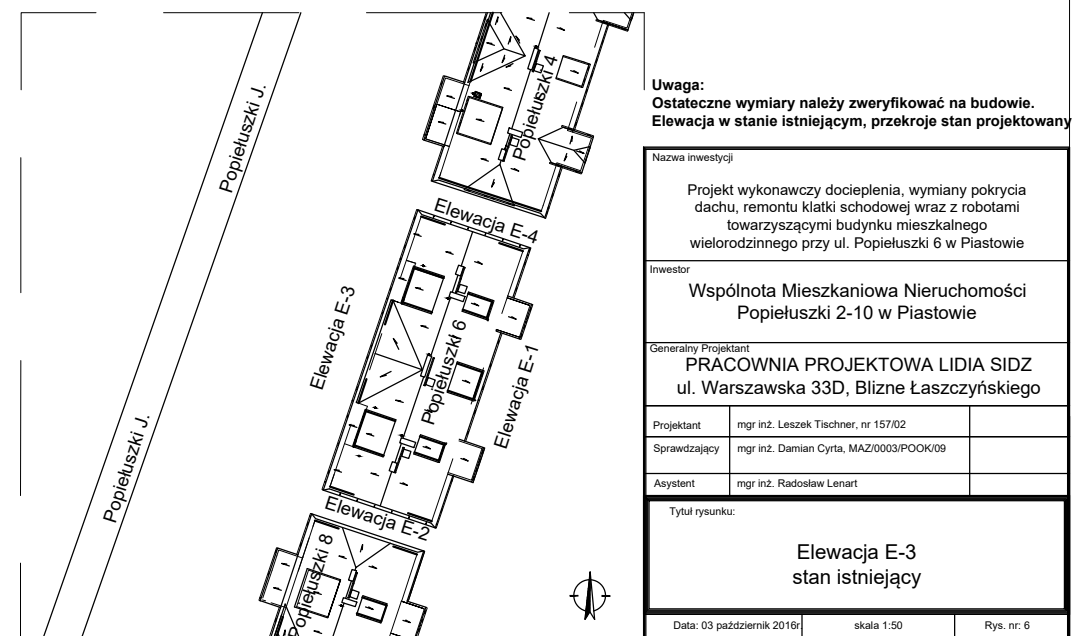 Popiełuszki J.
Popiełuszki J.
Popiełuszki 4
Elewacja E-4
Elewacja E-3
Popiełuszki 6
Elewacja E-1
Elewacja E-2
Popiełuszki 8
Uwaga:
Ostateczne wymiary należy zweryfikować na budowie.
Elewacja w stanie istniejącym, przekroje stan projektowany
Nazwa inwestycji
Projekt wykonawczy docieplenia, wymiany pokrycia
dachu, remontu klatki schodowej wraz z robotami
towarzyszącymi budynku mieszkalnego
wielorodzinnego przy ul. Popiełuszki 6 w Piastowie
Inwestor
Wspólnota Mieszkaniowa Nieruchomości
Popiełuszki 2-10 w Piastowie
Generalny Projektant
PRACOWNIA PROJEKTOWA LIDIA SIDZ
ul. Warszawska 33D, Blizne Łaszczyńskiego
Projektant mgr inż. Leszek Tischner, nr 157/02
Sprawdzający mgr inż. Damian Cyrta, MAZ/0003/POOK/09
Asystent mgr inż. Radosław Lenart
Tytuł rysunku:
Elewacja E-3
stan istniejący
Data: 03 październik 2016r. skala 1:50 Rys. nr: 6